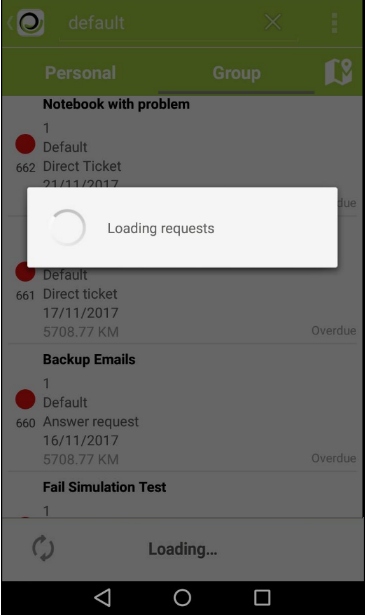 default
Personal
Group
Notebook with problem
1
Default
662 Direct Ticket
21/11/2017
due
Loading requests
Default
661 Direct ticket
17/11/2017
5708.77 KM
Overdue
Backup Emails
1
Default
660 Answer request
16/11/2017
5708.77 KM
Overdue
Fail Simulation Test
1
Loading...